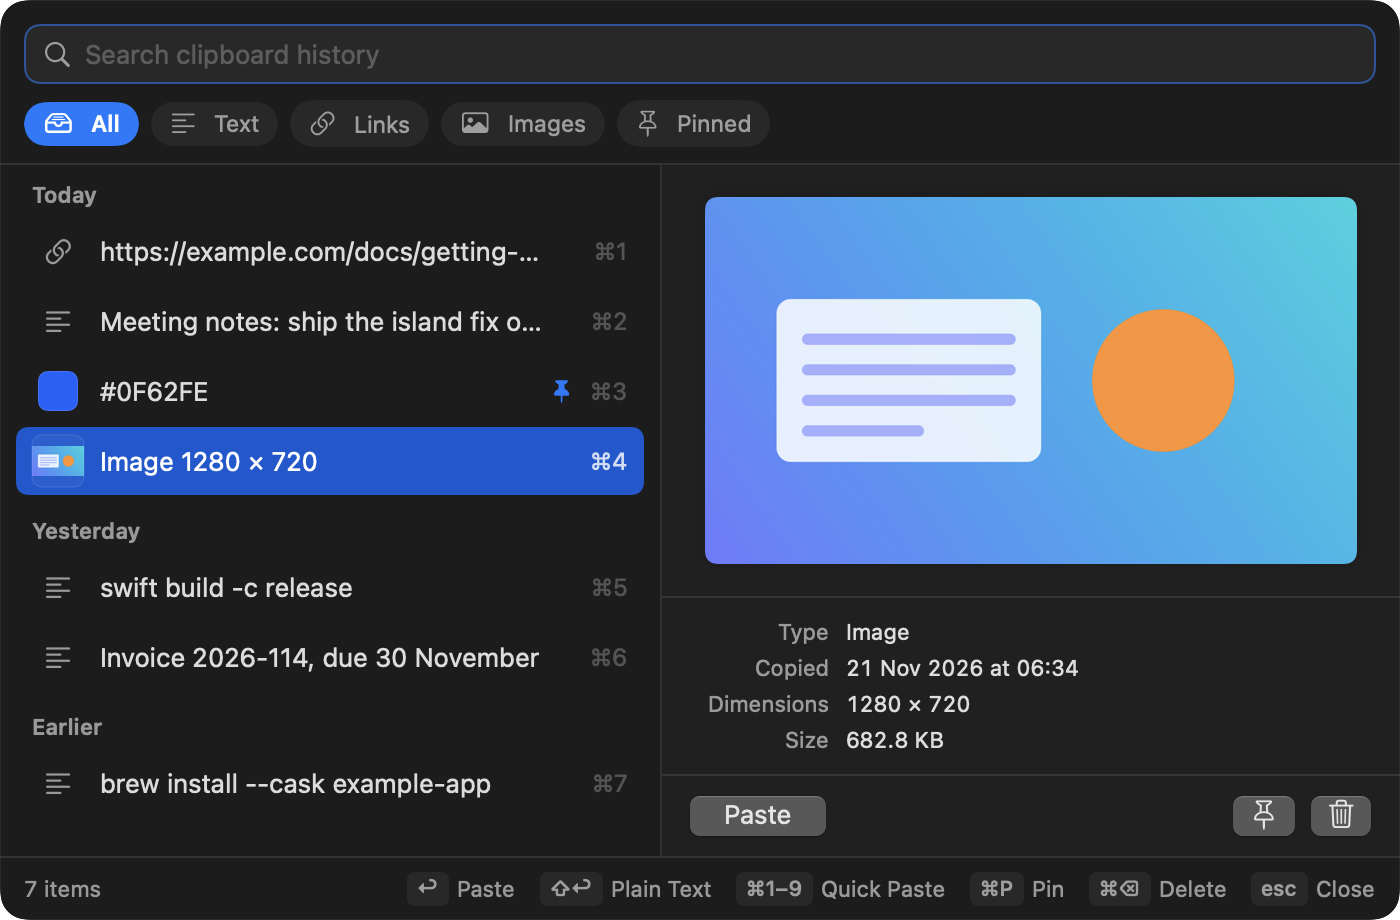 Search clipboard history
All Text Links Images Pinned
Today
https://example.com/docs/getting-... ⌘1
Meeting notes: ship the island fix o... ⌘2
#0F62FE ⌘3
Image 1280 × 720 ⌘4
Yesterday
swift build -c release ⌘5
Invoice 2026-114, due 30 November ⌘6
Earlier
brew install --cask example-app ⌘7
Type Image
Copied 21 Nov 2026 at 06:34
Dimensions 1280 × 720
Size 682.8 KB
Paste
7 items ↩ Paste ⇧↩ Plain Text ⌘1–9 Quick Paste ⌘P Pin ⌘⌫ Delete esc Close